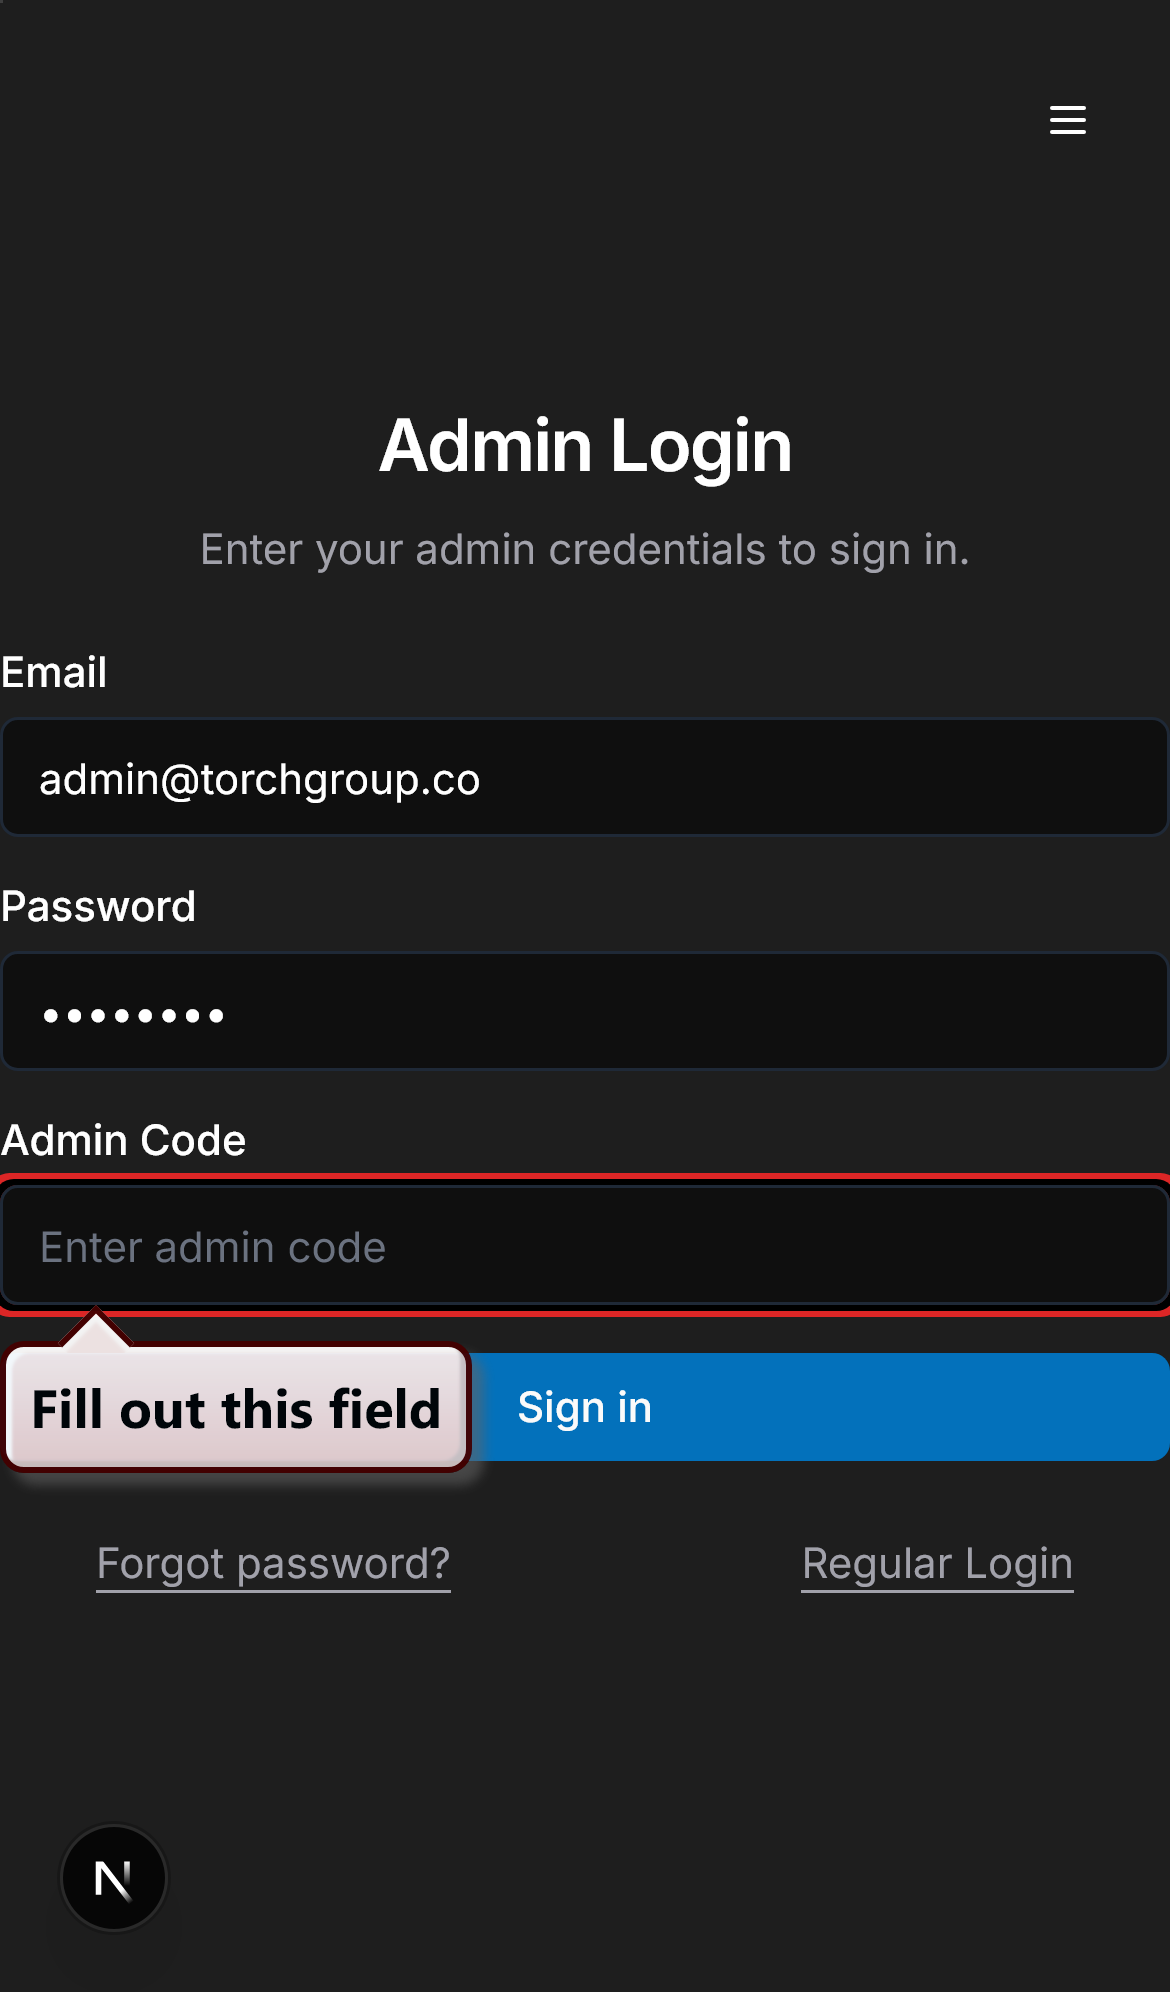 Admin Login
Enter your admin credentials to sign in.
Email
admin@torchgroup.co
Password
••••••••
Admin Code
Enter admin code
Fill out this field
Sign in
Forgot password?
Regular Login
N